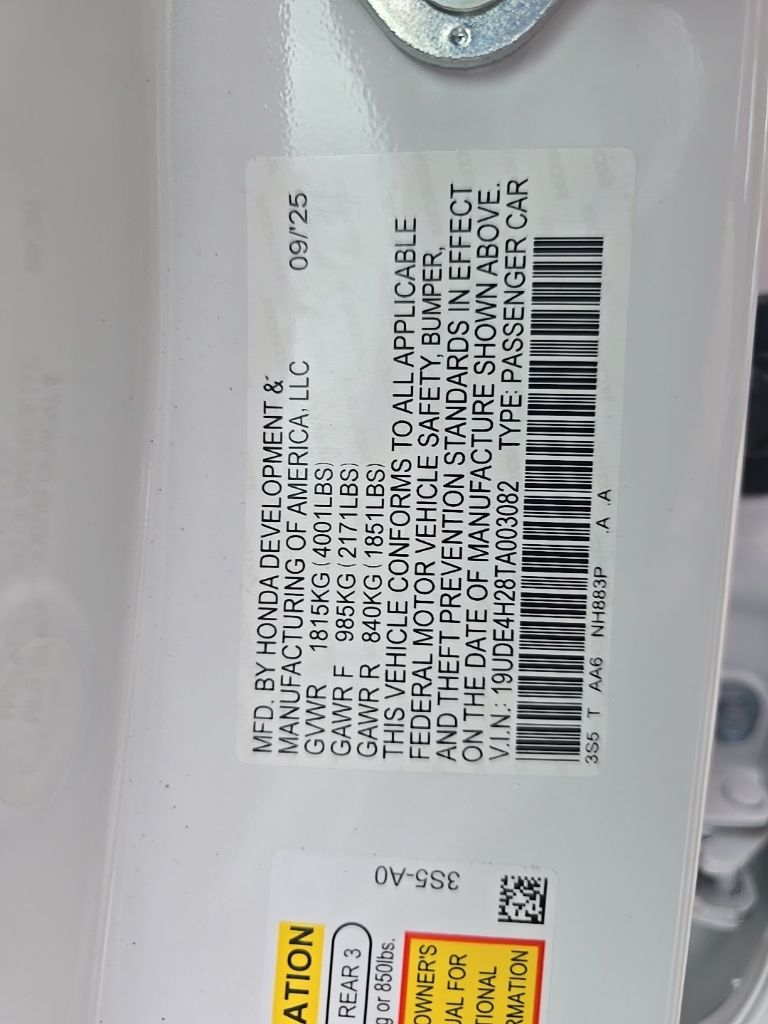 MFD. BY HONDA DEVELOPMENT &
MANUFACTURING OF AMERICA, LLC 09/'25
GVWR 1815KG (4001LBS)
GAWR F 985KG (2171LBS)
GAWR R 840KG (1851LBS)
THIS VEHICLE CONFORMS TO ALL APPLICABLE
FEDERAL MOTOR VEHICLE SAFETY, BUMPER,
AND THEFT PREVENTION STANDARDS IN EFFECT
ON THE DATE OF MANUFACTURE SHOWN ABOVE.
V.I.N.: 19UDE4H28TA003082 TYPE: PASSENGER CAR
3S5 T AA6 NH883P .A .A
3S5-A0
ATION
REAR 3
g or 850lbs.
OWNER'S
UAL FOR
TIONAL
RMATION